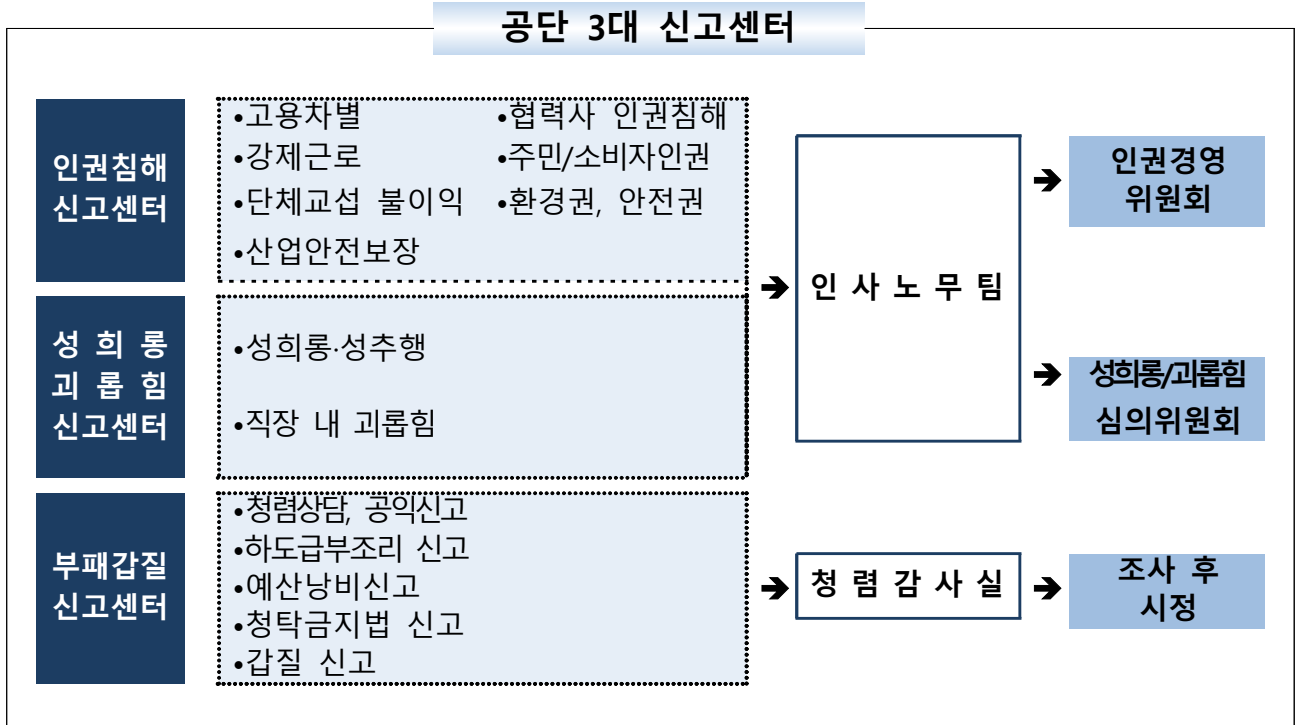 공단 3대 신고센터
인권침해
신고센터
•고용차별 •협력사 인권침해
•강제근로 •주민/소비자인권
•단체교섭 불이익 •환경권, 안전권
•산업안전보장
성 희 롱
괴 롭 힘
신고센터
•성희롱·성추행
•직장 내 괴롭힘
➔ 인 사 노 무 팀
➔ 인권경영
위원회
➔ 성희롱/괴롭힘
심의위원회
부패갑질
신고센터
•청렴상담, 공익신고
•하도급부조리 신고
•예산낭비신고
•청탁금지법 신고
•갑질 신고
➔ 청 렴 감 사 실
➔ 조사 후
시정